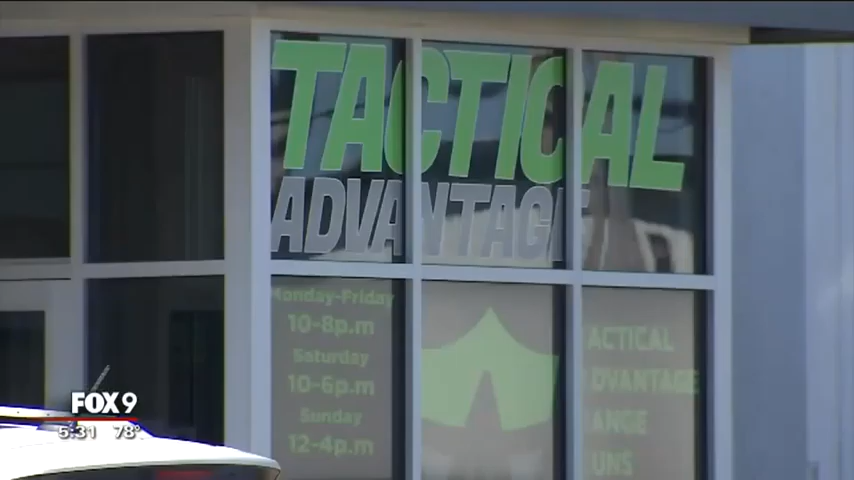 TACTICAL
ADVANTAGE
Monday-Friday
10-8p.m
Saturday
10-6p.m
Sunday
12-4p.m
ACTICAL
DVANTAGE
ANGE
UNS
FOX 9
5:31 78°